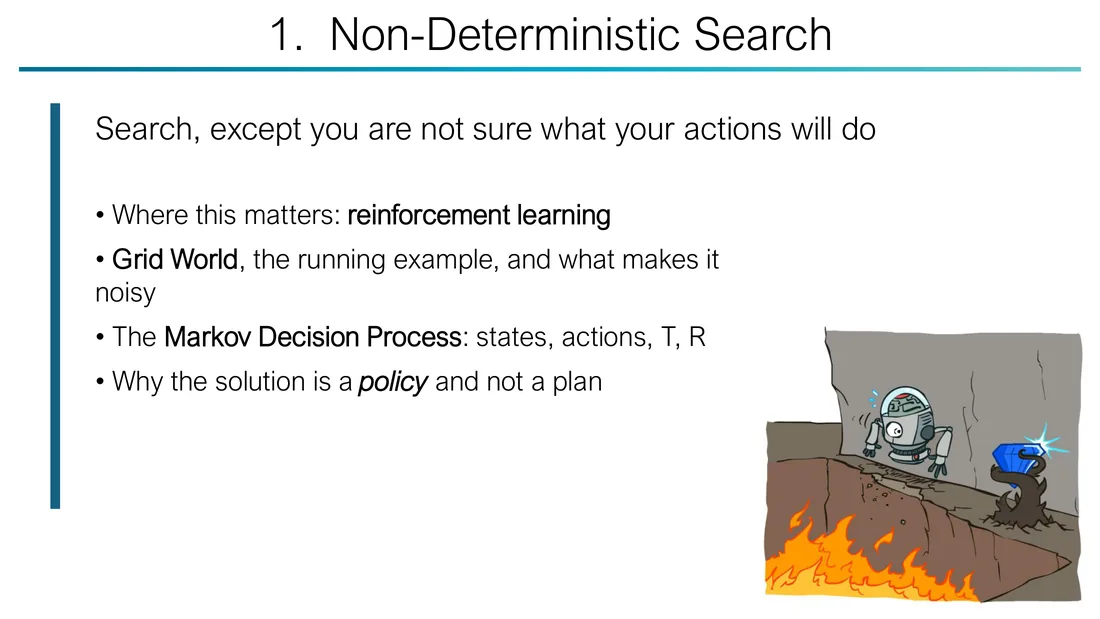 1. Non-Deterministic Search
Search, except you are not sure what your actions will do
• Where this matters: reinforcement learning
• Grid World, the running example, and what makes it
noisy
• The Markov Decision Process: states, actions, T, R
• Why the solution is a policy and not a plan